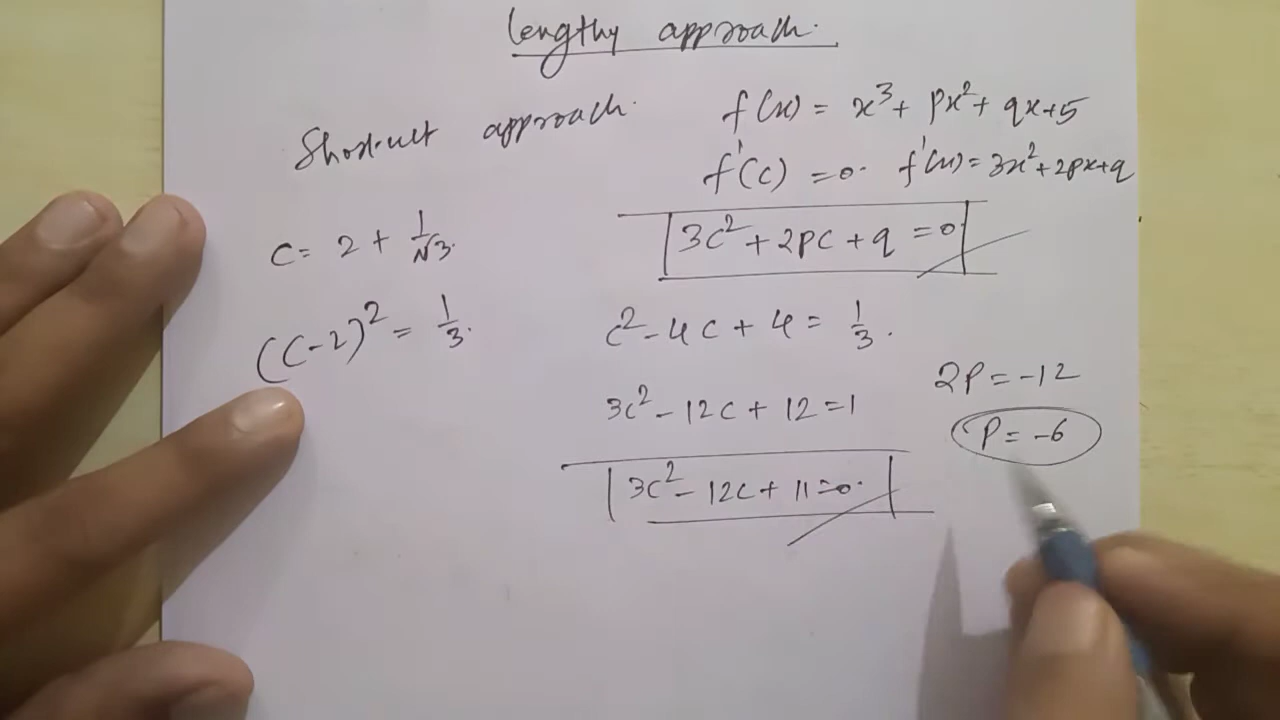 Lengthy approach.
Shortcut approach.
f(x) = x³ + px² + qx + 5
f'(c) = 0. f'(x) = 3x² + 2px + q
c = 2 + 1/√3.
3c² + 2pc + q = 0
(c-2)² = 1/3.
c² - 4c + 4 = 1/3.
2p = -12
3c² - 12c + 12 = 1
p = -6
3c² - 12c + 11 = 0.